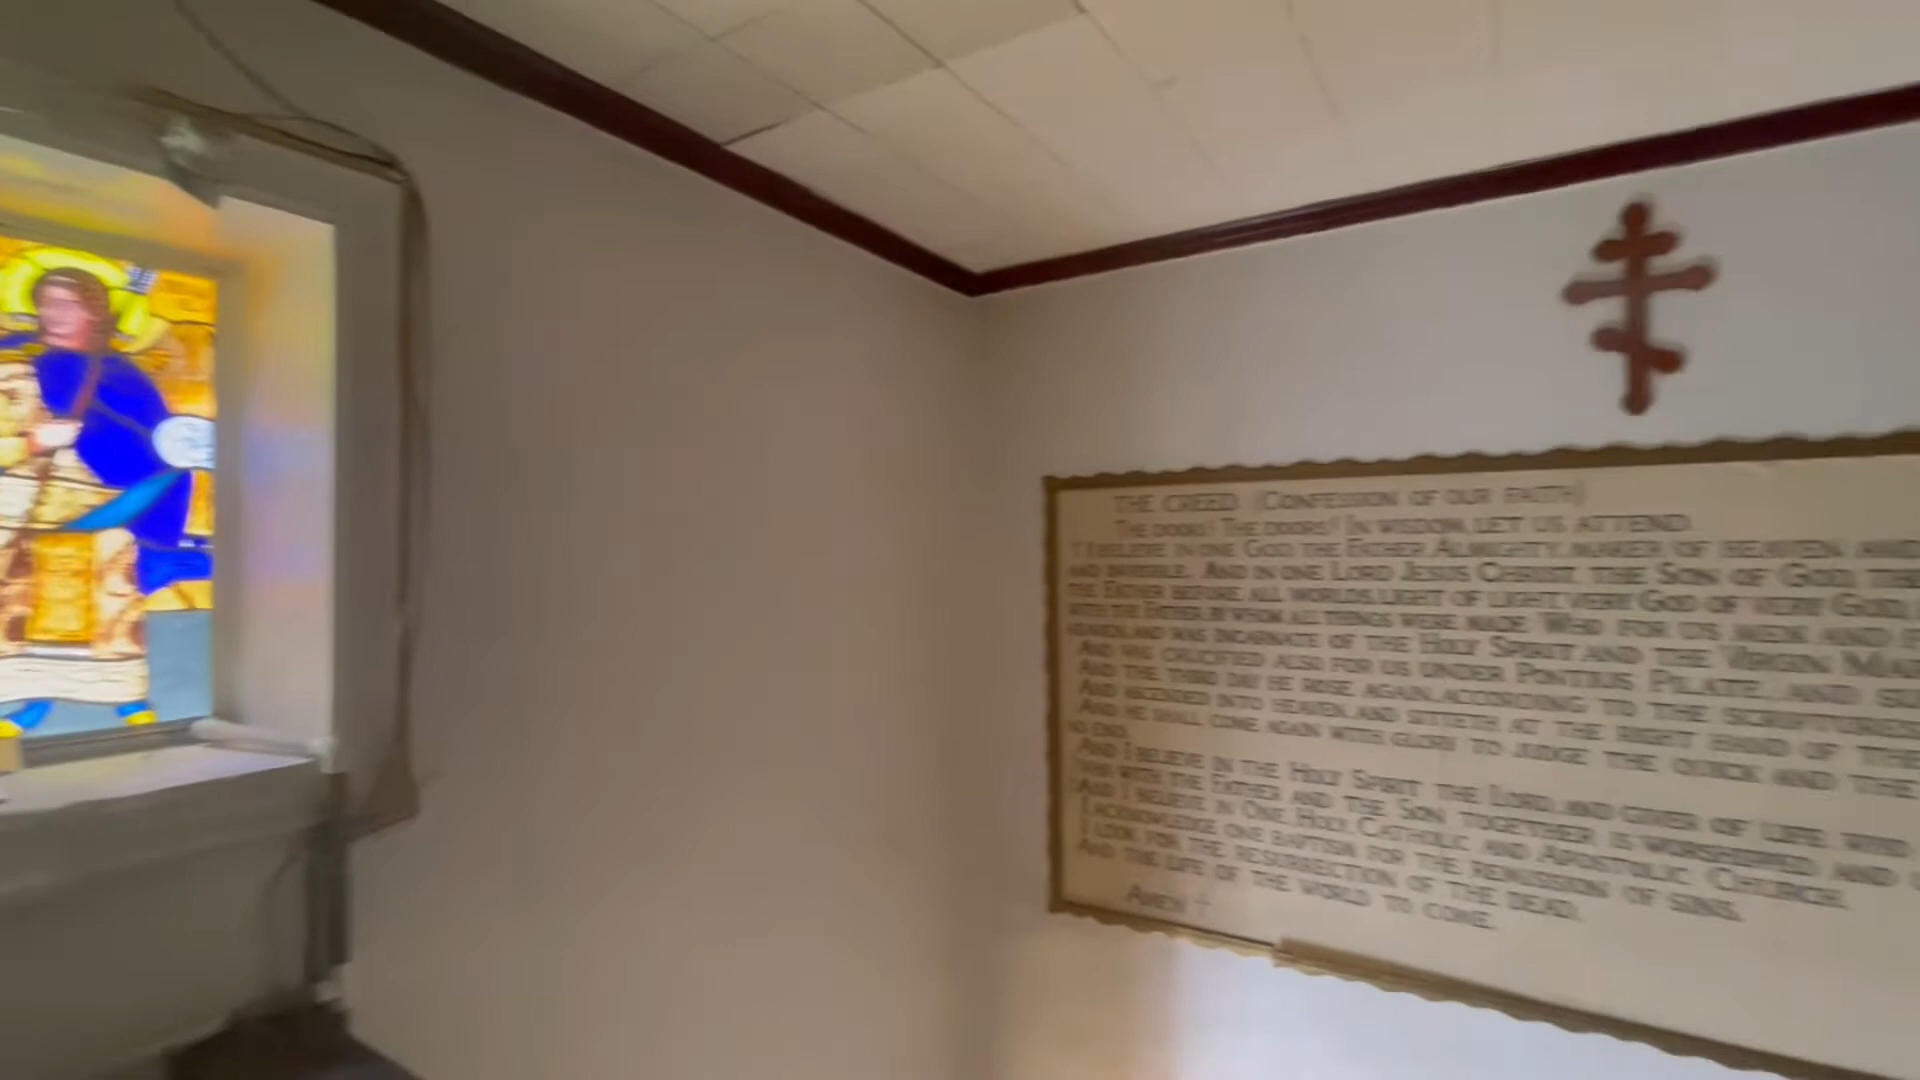 THE CREED (CONFESSION OF OUR FAITH)
THE DOORS! THE DOORS! IN WISDOM, LET US ATTEND.
I BELIEVE IN ONE GOD, THE FATHER ALMIGHTY, MAKER OF HEAVEN AND
AND INVISIBLE. AND IN ONE LORD JESUS CHRIST, THE SON OF GOD, THE
THE FATHER BEFORE ALL WORLDS, LIGHT OF LIGHT, VERY GOD OF VERY GOD,
WITH THE FATHER, BY WHOM ALL THINGS WERE MADE: WHO FOR US MEN AND
HEAVEN, AND WAS INCARNATE OF THE HOLY SPIRIT AND THE VIRGIN
AND WAS CRUCIFIED ALSO FOR US UNDER PONTIUS PILATE, AND
AND THE THIRD DAY HE ROSE AGAIN, ACCORDING TO THE SCRIPTURES
AND ASCENDED INTO HEAVEN, AND SITTETH AT THE RIGHT HAND OF THE
AND HE SHALL COME AGAIN WITH GLORY TO JUDGE THE QUICK AND THE
NO END.
AND I BELIEVE IN THE HOLY SPIRIT, THE LORD, AND GIVER OF LIFE, WHO
WITH THE FATHER AND THE SON TOGETHER IS WORSHIPPED AND
AND I BELIEVE IN ONE, HOLY, CATHOLIC AND APOSTOLIC CHURCH.
I ACKNOWLEDGE ONE BAPTISM FOR THE REMISSION OF SINS.
I LOOK FOR THE RESURRECTION OF THE DEAD,
AND THE LIFE OF THE WORLD TO COME.
AMEN